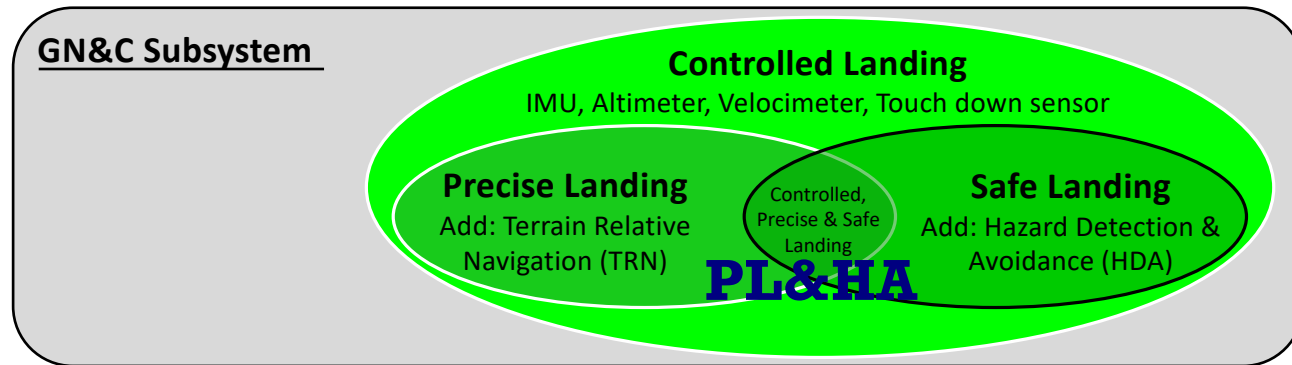 GN&C Subsystem
Controlled Landing
IMU, Altimeter, Velocimeter, Touch down sensor
Precise Landing
Add: Terrain Relative
Navigation (TRN)
Controlled,
Precise & Safe
Landing
Safe Landing
Add: Hazard Detection &
Avoidance (HDA)
PL&HA